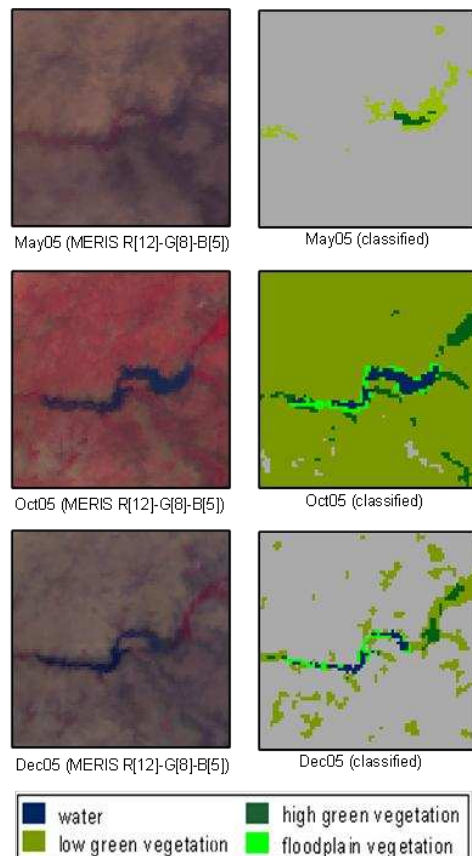 May05 (MERIS R[12]-G[8]-B[5])
May05 (classified)
Oct05 (MERIS R[12]-G[8]-B[5])
Oct05 (classified)
Dec05 (MERIS R[12]-G[8]-B[5])
Dec05 (classified)
water
high green vegetation
low green vegetation
floodplain vegetation